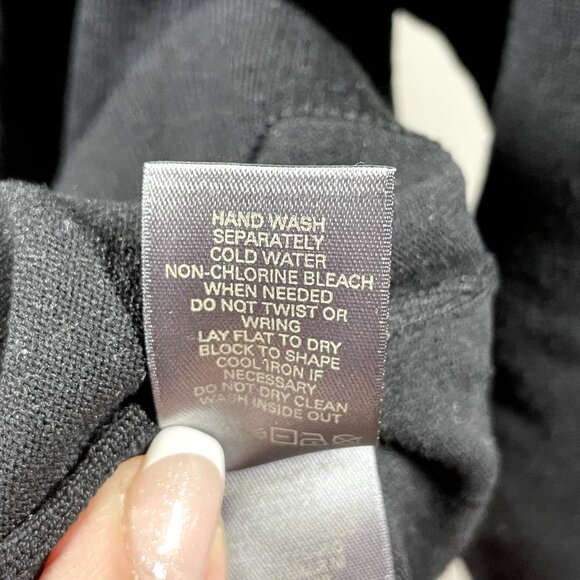 HAND WASH
SEPARATELY
COLD WATER
NON-CHLORINE BLEACH
WHEN NEEDED
DO NOT TWIST OR
WRING
LAY FLAT TO DRY
BLOCK TO SHAPE
COOL IRON IF
NECESSARY
DO NOT DRY CLEAN
WASH INSIDE OUT